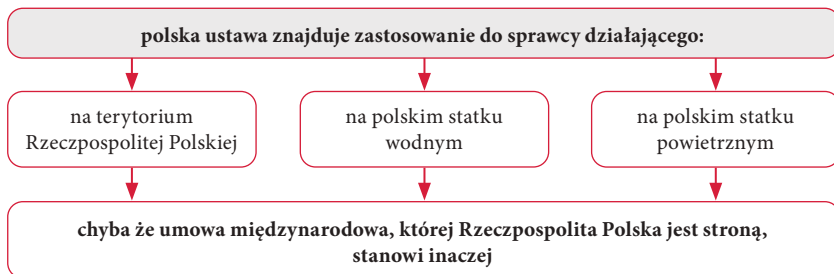 polska ustawa znajduje zastosowanie do sprawcy działającego:
na terytorium
Rzeczpospolitej Polskiej
na polskim statku
wodnym
na polskim statku
powietrznym
chyba że umowa międzynarodowa, której Rzeczpospolita Polska jest stroną,
stanowi inaczej